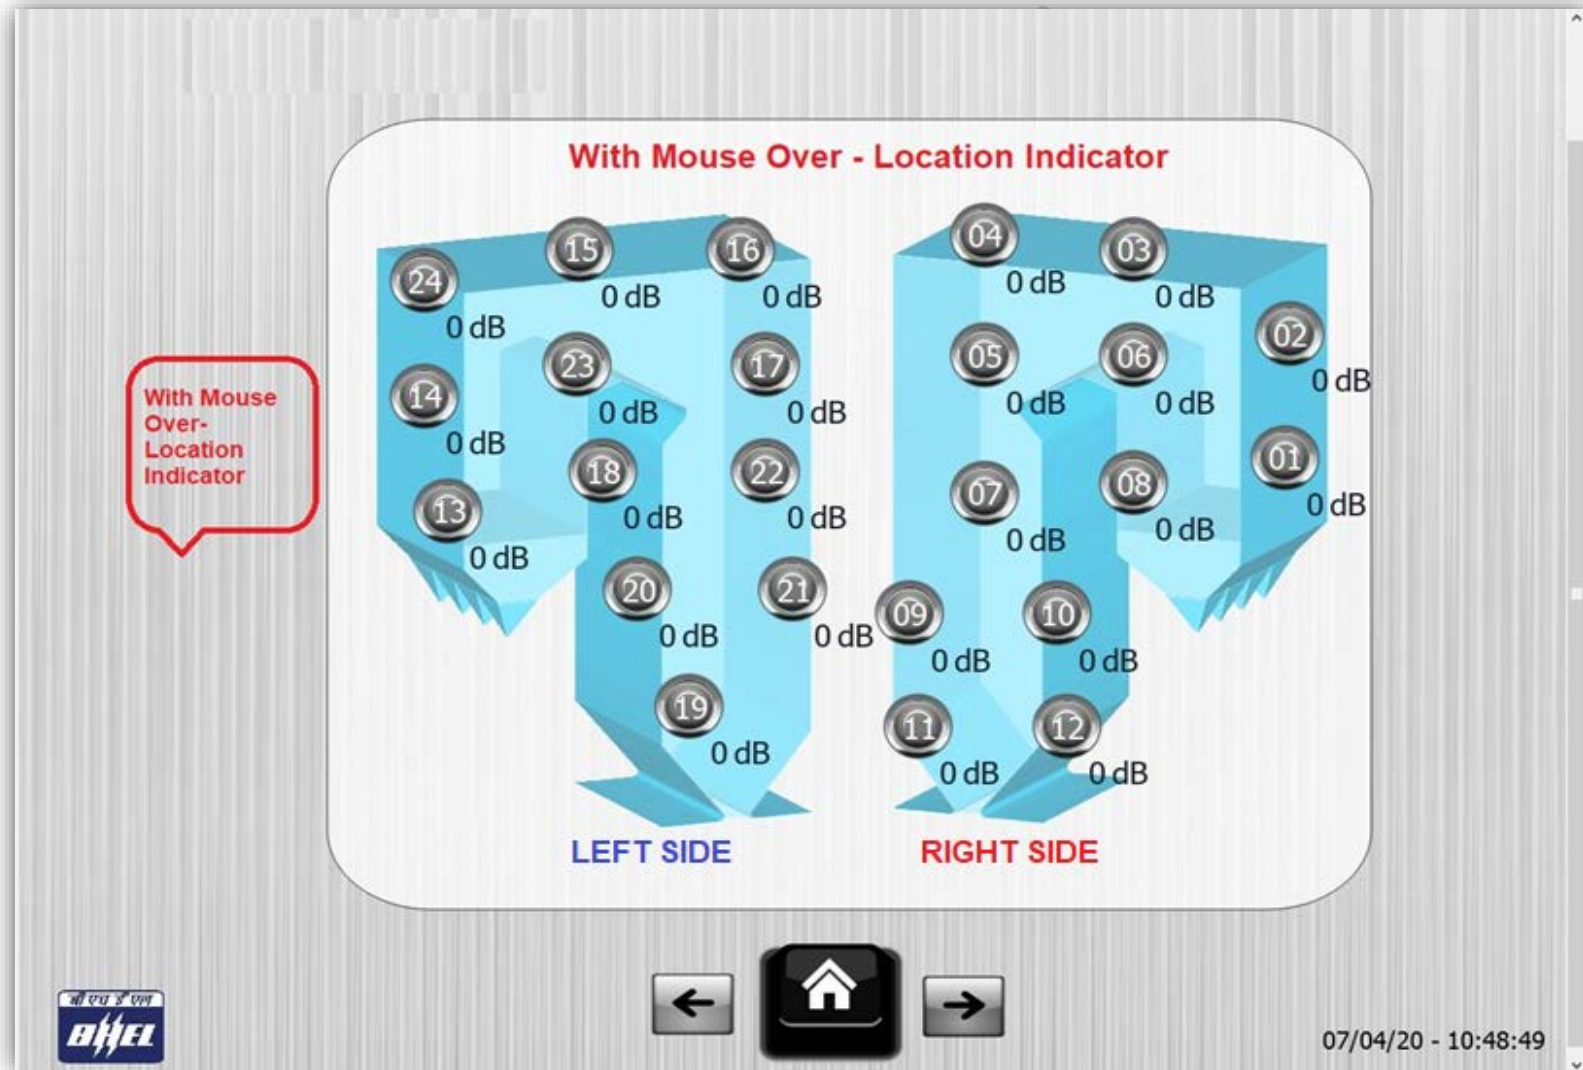 With Mouse Over - Location Indicator
With Mouse
Over-
Location
Indicator
24
0 dB
15
0 dB
16
0 dB
14
0 dB
23
0 dB
17
0 dB
13
0 dB
18
0 dB
22
0 dB
20
0 dB
21
0 dB
19
0 dB
LEFT SIDE
04
0 dB
03
0 dB
02
0 dB
05
0 dB
06
0 dB
01
0 dB
07
0 dB
08
0 dB
09
0 dB
10
0 dB
11
0 dB
12
0 dB
RIGHT SIDE
बी एच ई एल
BHEL
07/04/20 - 10:48:49